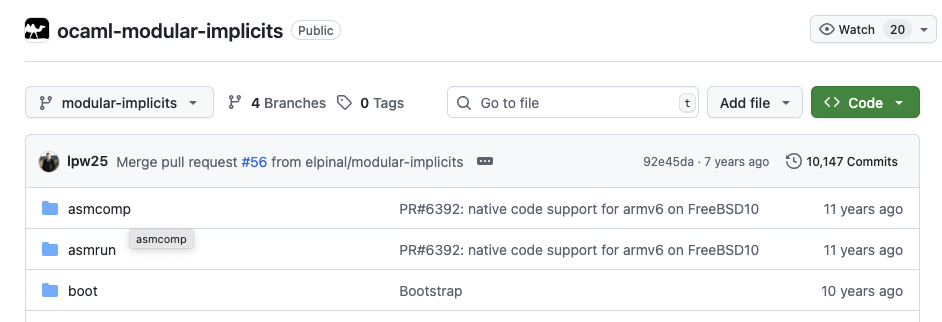 ocaml-modular-implicits Public Watch 20
modular-implicits 4 Branches 0 Tags Go to file t Add file Code
lpw25 Merge pull request #56 from elpinal/modular-implicits 92e45da · 7 years ago 10,147 Commits
asmcomp PR#6392: native code support for armv6 on FreeBSD10 11 years ago
asmcomp
asmrun PR#6392: native code support for armv6 on FreeBSD10 11 years ago
boot Bootstrap 10 years ago